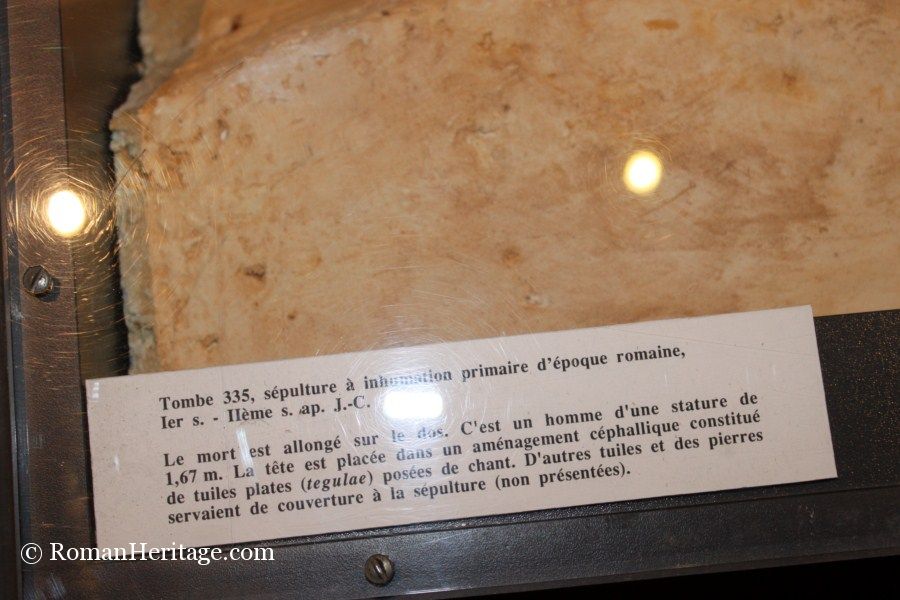 Tombe 335, sépulture à inhumation primaire d'époque romaine,
Ier s. - IIème s. ap. J.-C.
Le mort est allongé sur le dos. C'est un homme d'une stature de
1,67 m. La tête est placée dans un aménagement céphallique constitué
de tuiles plates (tegulae) posées de chant. D'autres tuiles et des pierres
servaient de couverture à la sépulture (non présentées).
© RomanHeritage.com